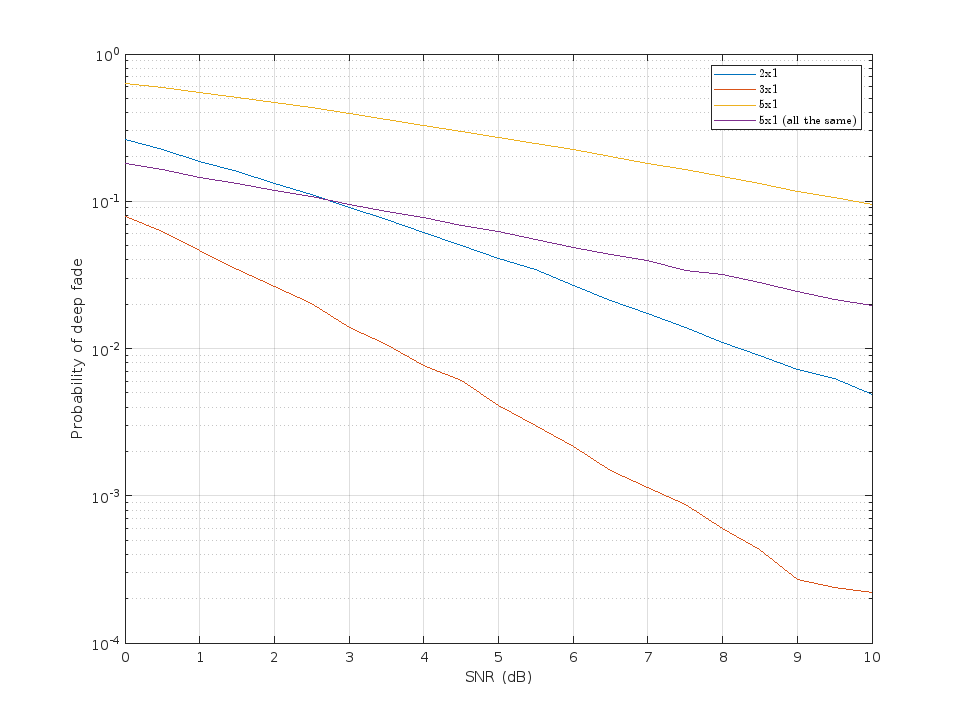 10^0
10^-1
10^-2
10^-3
10^-4
Probability of deep fade
2x1
3x1
5x1
5x1 (all the same)
0 1 2 3 4 5 6 7 8 9 10
SNR (dB)